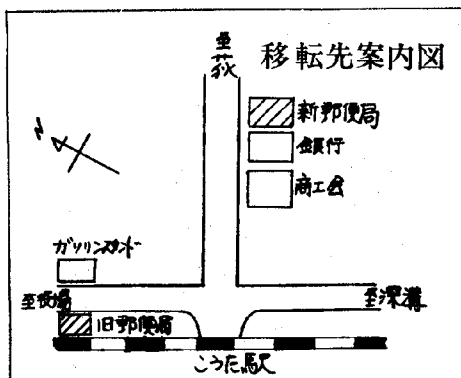 移転先案内図
至
荻
新郵便局
銀行
商工会
N
ガソリンスタンド
至役場
至深溝
旧郵便局
こうた馬駅